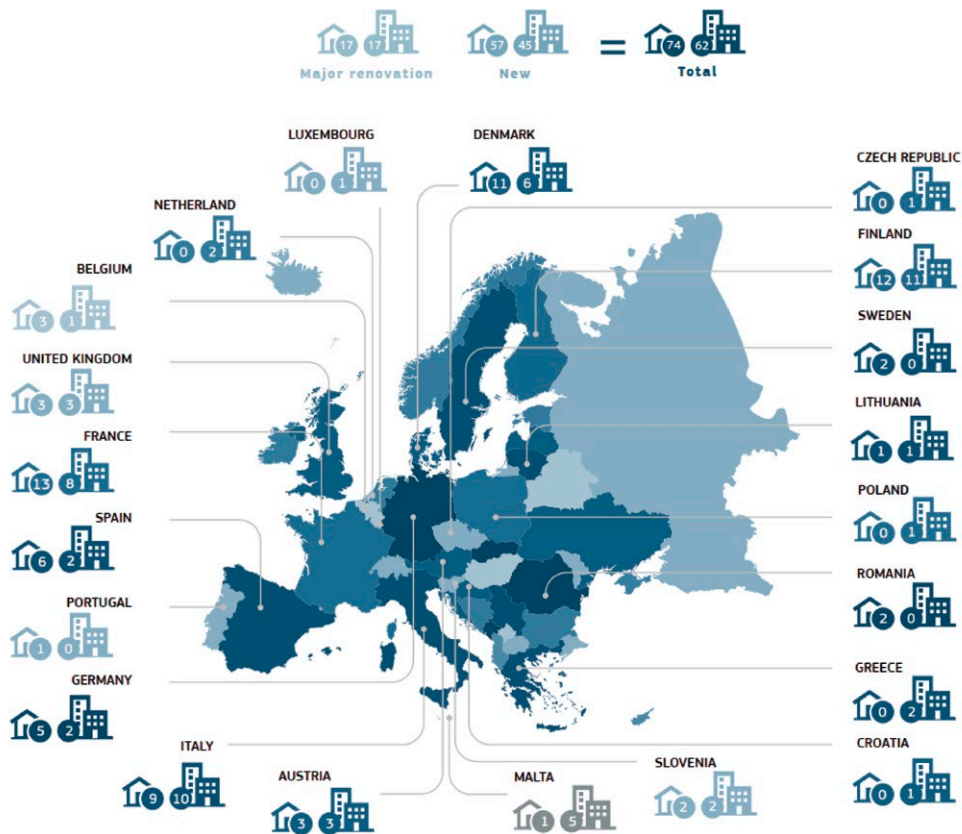 17 17
Major renovation
57 45
New
=
74 62
Total
LUXEMBOURG
0 1
DENMARK
11 6
CZECH REPUBLIC
0 1
NETHERLAND
0 2
FINLAND
12 11
BELGIUM
3 1
SWEDEN
2 0
UNITED KINGDOM
3 3
LITHUANIA
1 1
FRANCE
13 8
POLAND
0 1
SPAIN
6 2
ROMANIA
2 0
PORTUGAL
1 0
GREECE
0 2
GERMANY
5 2
CROATIA
0 1
ITALY
9 10
AUSTRIA
3 3
MALTA
1 5
SLOVENIA
2 2